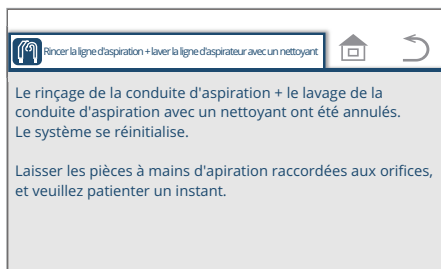 Rincer la ligne d'aspiration + laver la ligne d'aspirateur avec un nettoyant
Le rinçage de la conduite d'aspiration + le lavage de la
conduite d'aspiration avec un nettoyant ont été annulés.
Le système se réinitialise.
Laisser les pièces à mains d'apiration raccordées aux orifices,
et veuillez patienter un instant.